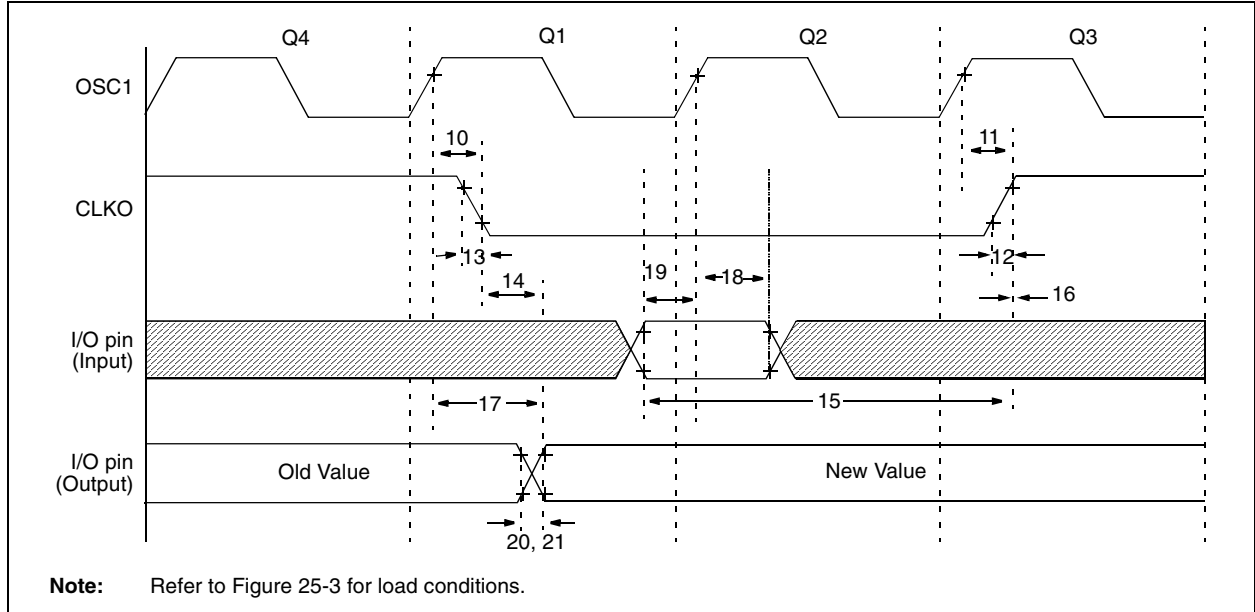 Q4 Q1 Q2 Q3
OSC1
10 11
CLKO
13 12
14 19 18 16
I/O pin
(Input)
17 15
I/O pin
(Output)
Old Value New Value
20, 21
Note: Refer to Figure 25-3 for load conditions.